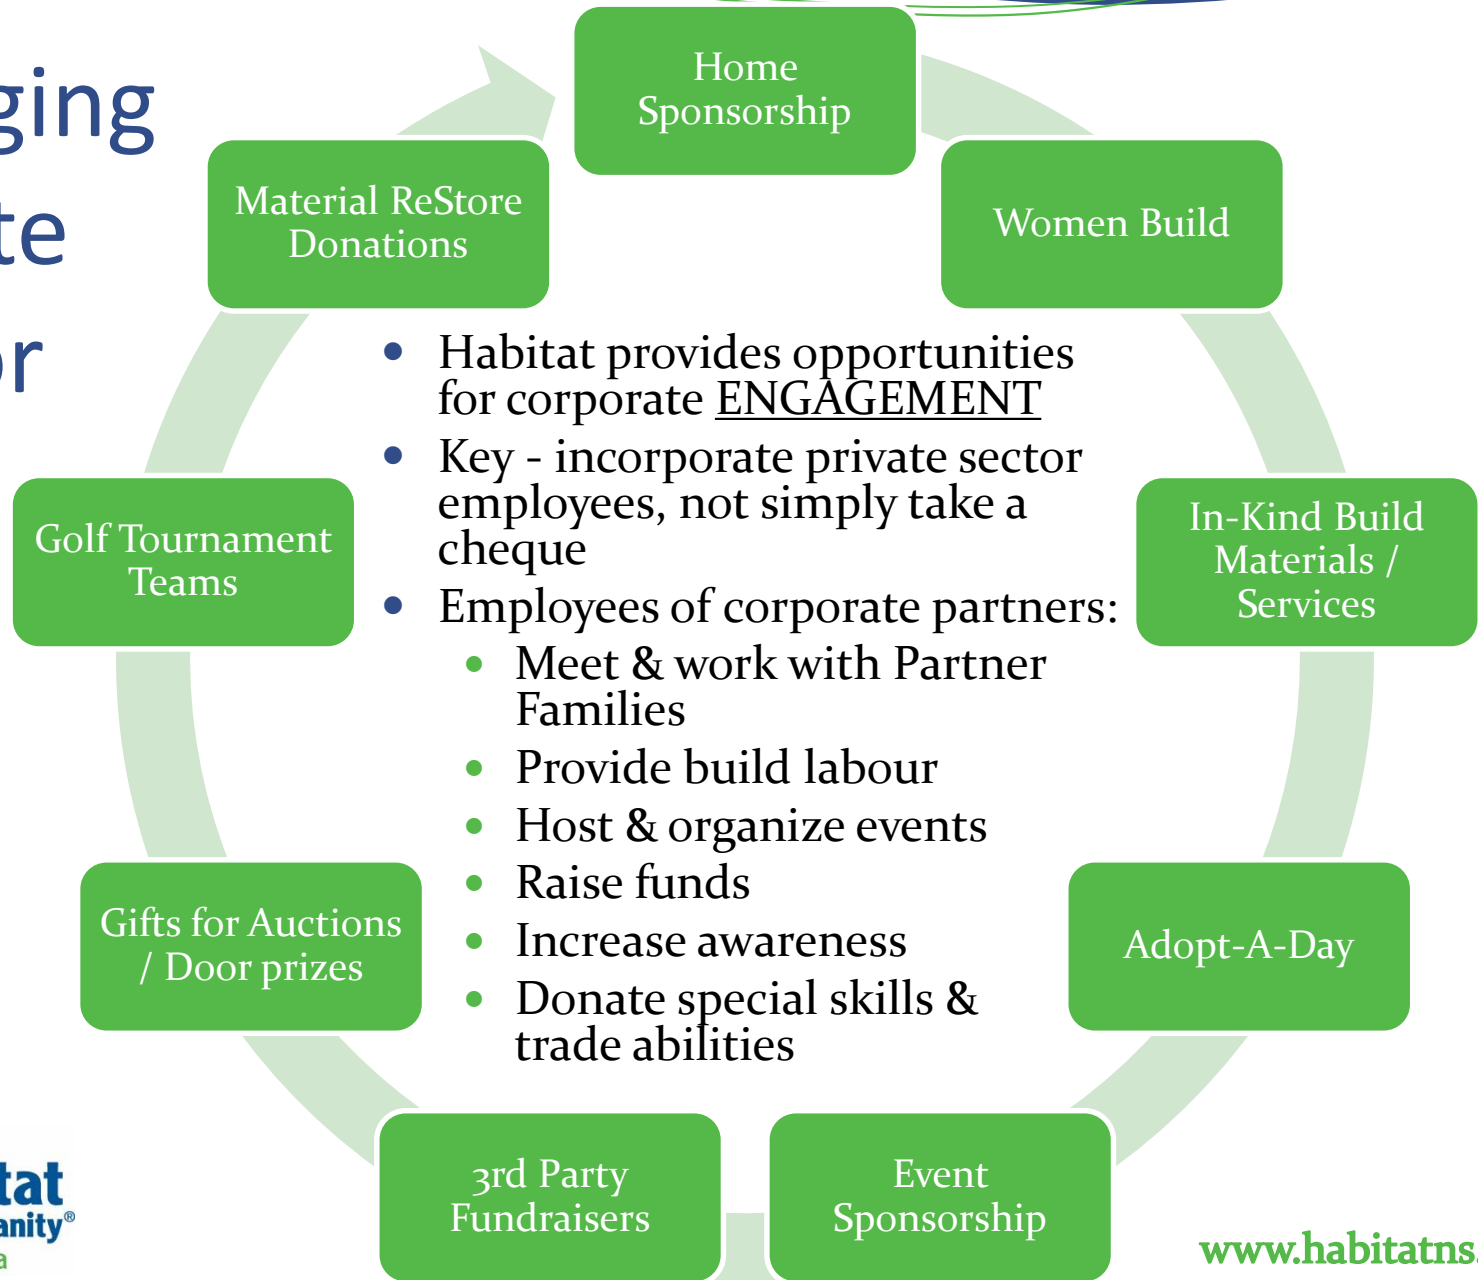 ging
te
or
Home
Sponsorship
Women Build
In-Kind Build
Materials /
Services
Adopt-A-Day
Event
Sponsorship
3rd Party
Fundraisers
Gifts for Auctions
/ Door prizes
Golf Tournament
Teams
Material ReStore
Donations
• Habitat provides opportunities
for corporate ENGAGEMENT
• Key - incorporate private sector
employees, not simply take a
cheque
• Employees of corporate partners:
• Meet & work with Partner
Families
• Provide build labour
• Host & organize events
• Raise funds
• Increase awareness
• Donate special skills &
trade abilities
tat
anity®
a
www.habitatns.